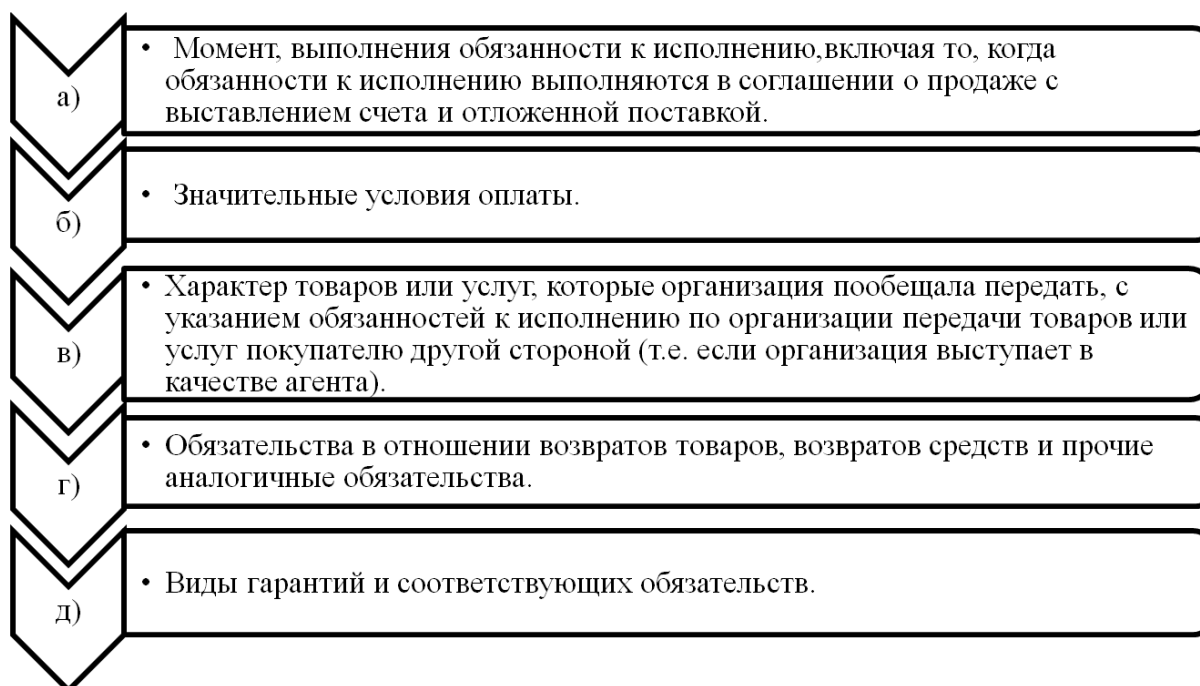 а)
• Момент, выполнения обязанности к исполнению,включая то, когда
обязанности к исполнению выполняются в соглашении о продаже с
выставлением счета и отложенной поставкой.
б)
• Значительные условия оплаты.
в)
• Характер товаров или услуг, которые организация пообещала передать, с
указанием обязанностей к исполнению по организации передачи товаров или
услуг покупателю другой стороной (т.е. если организация выступает в
качестве агента).
г)
• Обязательства в отношении возвратов товаров, возвратов средств и прочие
аналогичные обязательства.
д)
• Виды гарантий и соответствующих обязательств.